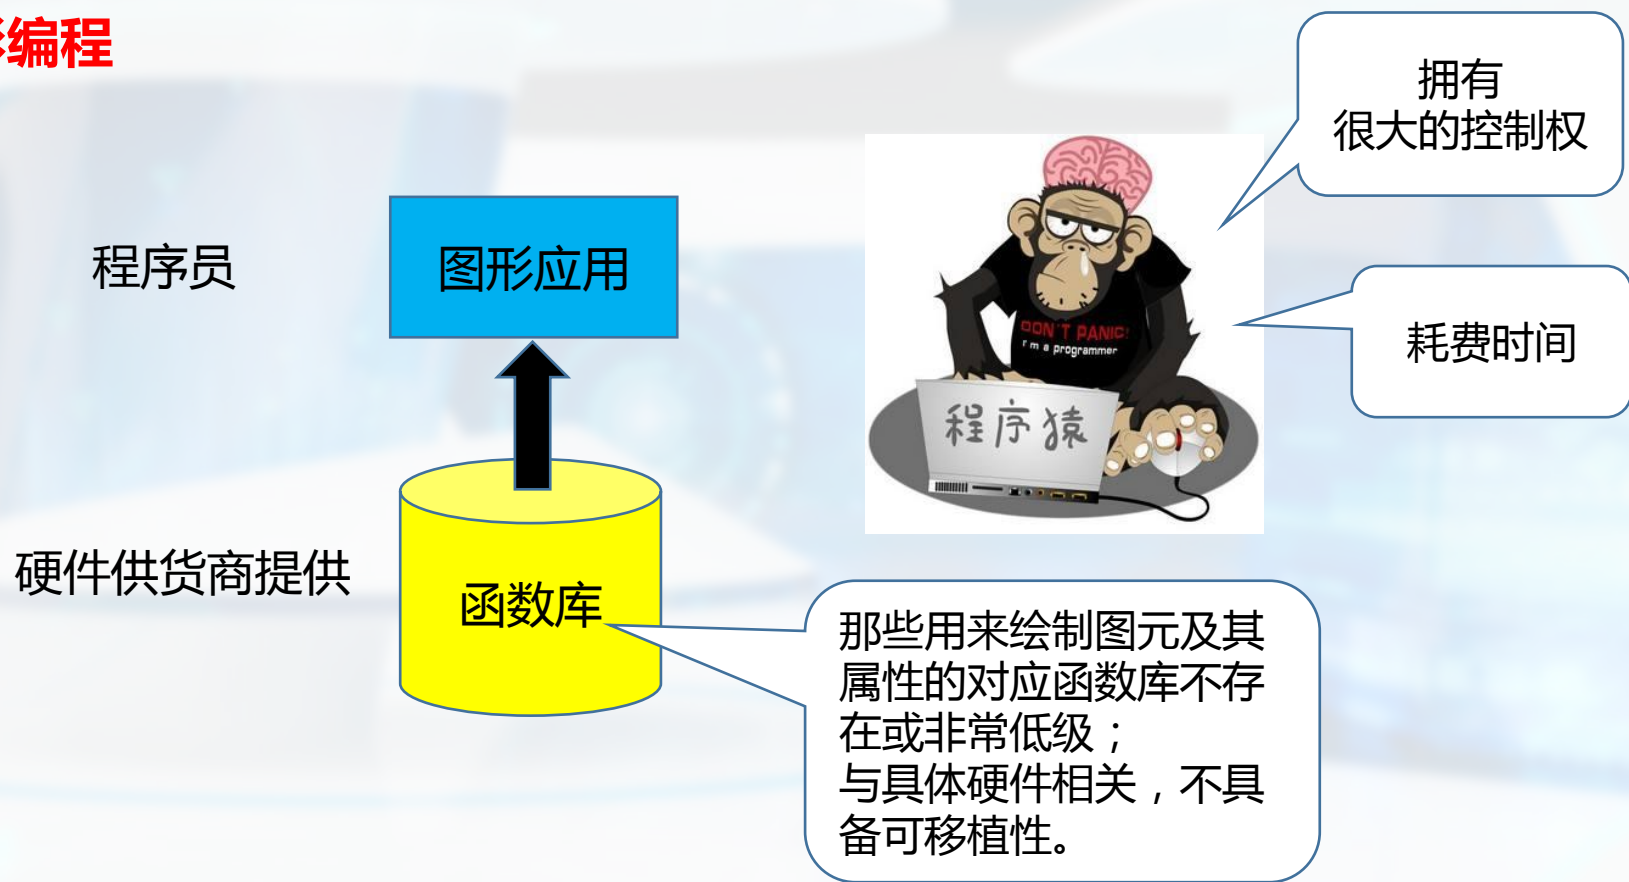 编程
拥有
很大的控制权
程序员
图形应用
DON'T PANIC!
I'm a programmer
耗费时间
程序猿
硬件供货商提供
函数库
那些用来绘制图元及其
属性的对应函数库不存
在或非常低级；
与具体硬件相关，不具
备可移植性。